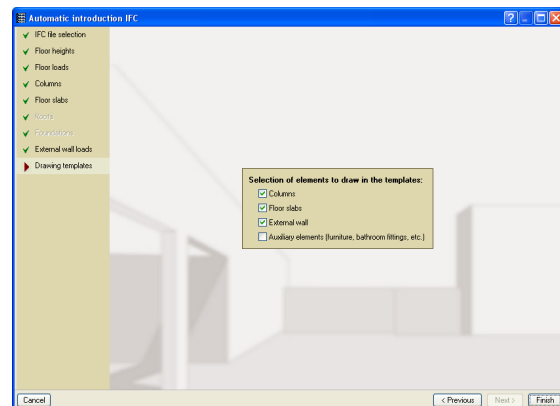 Automatic introduction IFC
IFC file selection
Floor heights
Floor loads
Columns
Floor slabs
Roofs
Foundations
External wall loads
Drawing templates
Selection of elements to draw in the templates:
Columns
Floor slabs
External wall
Auxiliary elements (furniture, bathroom fittings, etc.)
Cancel
< Previous
Next >
Finish